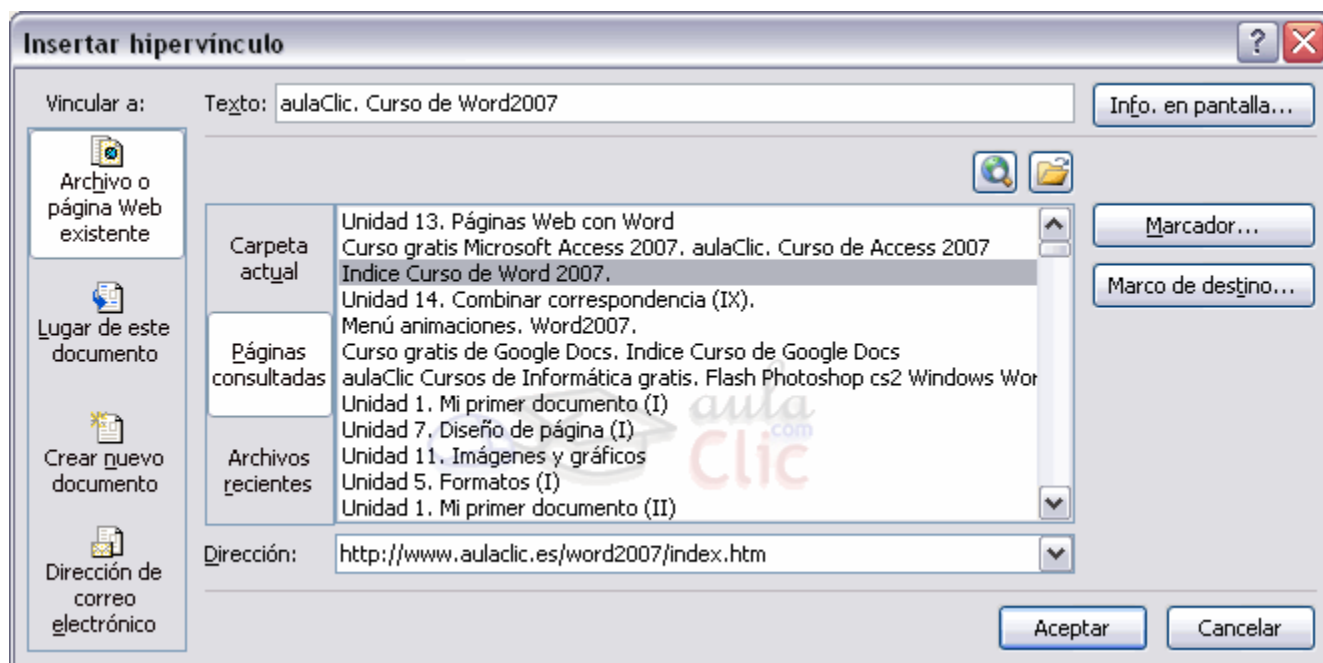 Insertar hipervínculo
Vincular a:
Texto: aulaClic. Curso de Word2007
Info. en pantalla...
Archivo o
página Web
existente
Lugar de este
documento
Crear nuevo
documento
Dirección de
correo
electrónico
Carpeta
actual
Páginas
consultadas
Archivos
recientes
Unidad 13. Páginas Web con Word
Curso gratis Microsoft Access 2007. aulaClic. Curso de Access 2007
Indice Curso de Word 2007.
Unidad 14. Combinar correspondencia (IX).
Menú animaciones. Word2007.
Curso gratis de Google Docs. Indice Curso de Google Docs
aulaClic Cursos de Informática gratis. Flash Photoshop cs2 Windows Wor
Unidad 1. Mi primer documento (I)
Unidad 7. Diseño de página (I)
Unidad 11. Imágenes y gráficos
Unidad 5. Formatos (I)
Unidad 1. Mi primer documento (II)
aula
.com
Clic
Marcador...
Marco de destino...
Dirección: http://www.aulaclic.es/word2007/index.htm
Aceptar
Cancelar